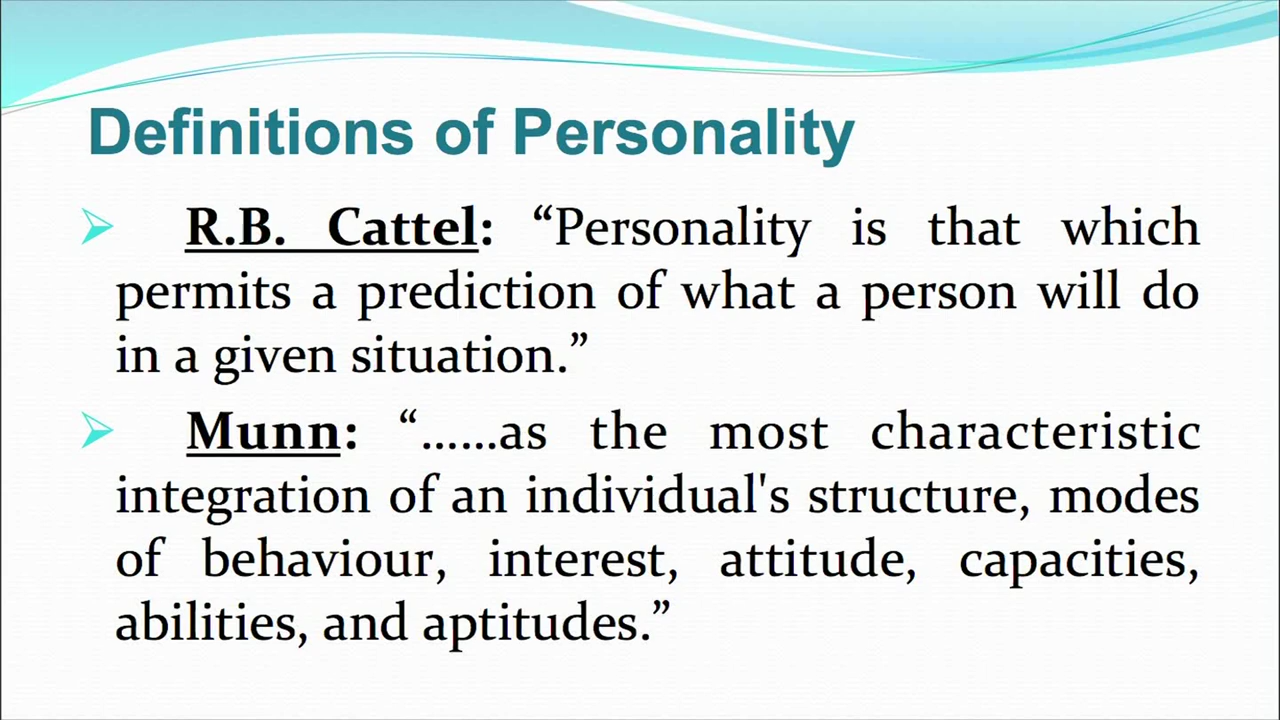 Definitions of Personality
R.B. Cattel: “Personality is that which
permits a prediction of what a person will do
in a given situation.”
Munn: “……as the most characteristic
integration of an individual's structure, modes
of behaviour, interest, attitude, capacities,
abilities, and aptitudes.”